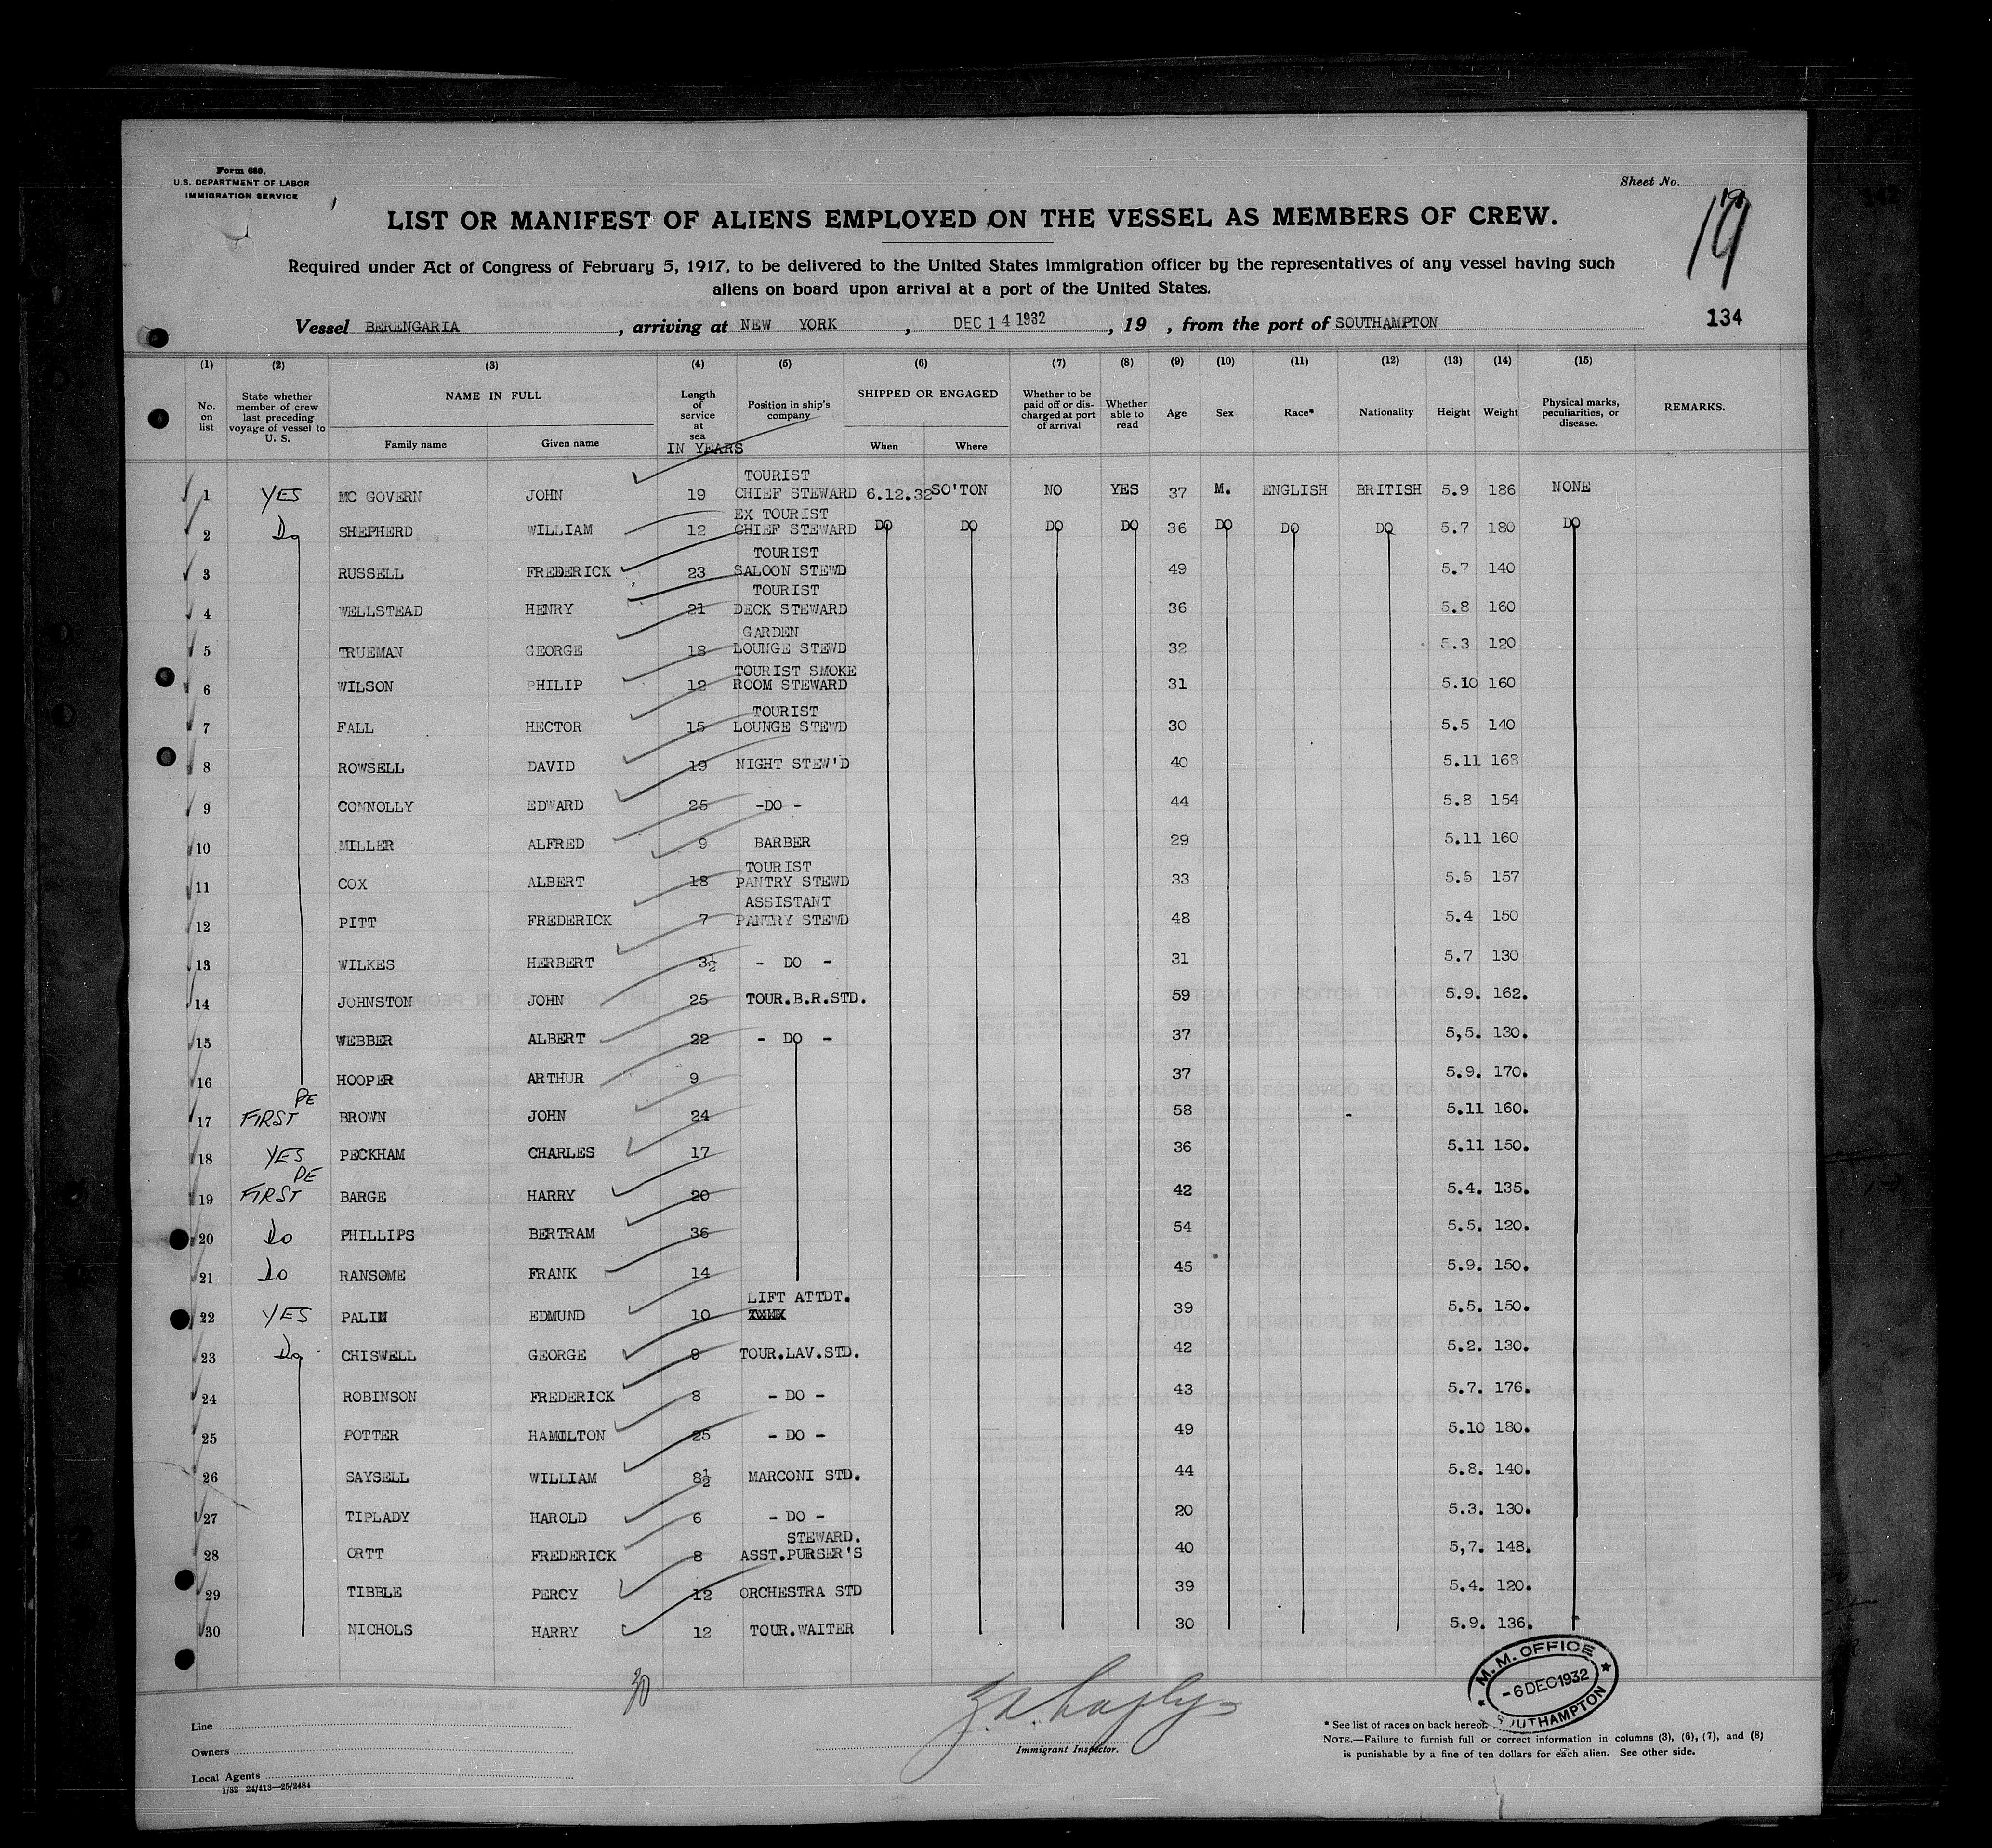 Form 680.
U.S. DEPARTMENT OF LABOR
IMMIGRATION SERVICE
Sheet No. 19
19
LIST OR MANIFEST OF ALIENS EMPLOYED ON THE VESSEL AS MEMBERS OF CREW.
Required under Act of Congress of February 5, 1917, to be delivered to the United States immigration officer by the representatives of any vessel having such
aliens on board upon arrival at a port of the United States.
Vessel BERENGARIA, arriving at NEW YORK, DEC 14 1932, 19 , from the port of SOUTHAMPTON
134
(1) (2) (3) (4) (5) (6) (7) (8) (9) (10) (11) (12) (13) (14) (15)
No. on list State whether member of crew last preceding voyage of vessel to U. S. NAME IN FULL Family name Given name Length of service at sea IN YEARS Position in ship's company SHIPPED OR ENGAGED When Where Whether to be paid off or discharged at port of arrival Whether able to read Age Sex Race* Nationality Height Weight Physical marks, peculiarities, or disease. REMARKS.
1 YES MC GOVERN JOHN 19 TOURIST CHIEF STEWARD 6.12.32 SO'TON NO YES 37 M. ENGLISH BRITISH 5.9 186 NONE
2 Do SHEPHERD WILLIAM 12 EX TOURIST CHIEF STEWARD DO DO DO DO 36 DO DO DO 5.7 180 DO
3 RUSSELL FREDERICK 23 TOURIST SALOON STEWD 49 5.7 140
4 WELLSTEAD HENRY 21 TOURIST DECK STEWARD 36 5.8 160
5 TRUEMAN GEORGE 18 GARDEN LOUNGE STEWD 32 5.3 120
6 WILSON PHILIP 12 TOURIST SMOKE ROOM STEWARD 31 5.10 160
7 FALL HECTOR 15 TOURIST LOUNGE STEWD 30 5.5 140
8 ROWSELL DAVID 19 NIGHT STEW'D 40 5.11 168
9 CONNOLLY EDWARD 25 -DO - 44 5.8 154
10 MILLER ALFRED 9 BARBER 29 5.11 160
11 COX ALBERT 18 TOURIST PANTRY STEWD 33 5.5 157
12 PITT FREDERICK 7 ASSISTANT PANTRY STEWD 48 5.4 150
13 WILKES HERBERT 3½ - DO - 31 5.7 130
14 JOHNSTON JOHN 25 TOUR.B.R.STD. 59 5.9. 162.
15 WEBBER ALBERT 22 - DO - 37 5,5. 130.
16 HOOPER ARTHUR 9 37 5.9. 170.
17 FIRST PE BROWN JOHN 24 58 5.11 160.
18 YES PECKHAM CHARLES 17 36 5.11 150.
19 FIRST PE BARGE HARRY 20 42 5.4. 135.
20 Do PHILLIPS BERTRAM 36 54 5.5. 120.
21 Do RANSOME FRANK 14 45 5.9. 150.
22 YES PALIN EDMUND 10 LIFT ATTDT. 39 5.5. 150.
23 Do CHISWELL GEORGE 9 TOUR.LAV.STD. 42 5.2. 130.
24 ROBINSON FREDERICK 8 - DO - 43 5.7. 176.
25 POTTER HAMILTON 25 - DO - 49 5.10 180.
26 SAYSELL WILLIAM 8½ MARCONI STD. 44 5.8. 140.
27 TIPLADY HAROLD 6 - DO - 20 5.3. 130.
28 ORTT FREDERICK 8 STEWARD. ASST.PURSER'S 40 5,7. 148.
29 TIBBLE PERCY 12 ORCHESTRA STD 39 5.4. 120.
30 NICHOLS HARRY 12 TOUR.WAITER 30 5.9. 136.
30
M. M. OFFICE
-6 DEC 1932
SOUTHAMPTON
Line
Owners
Local Agents
1/32 24/413—25/2484
Immigrant Inspector.
* See list of races on back hereof.
NOTE.—Failure to furnish full or correct information in columns (3), (6), (7), and (8)
is punishable by a fine of ten dollars for each alien. See other side.